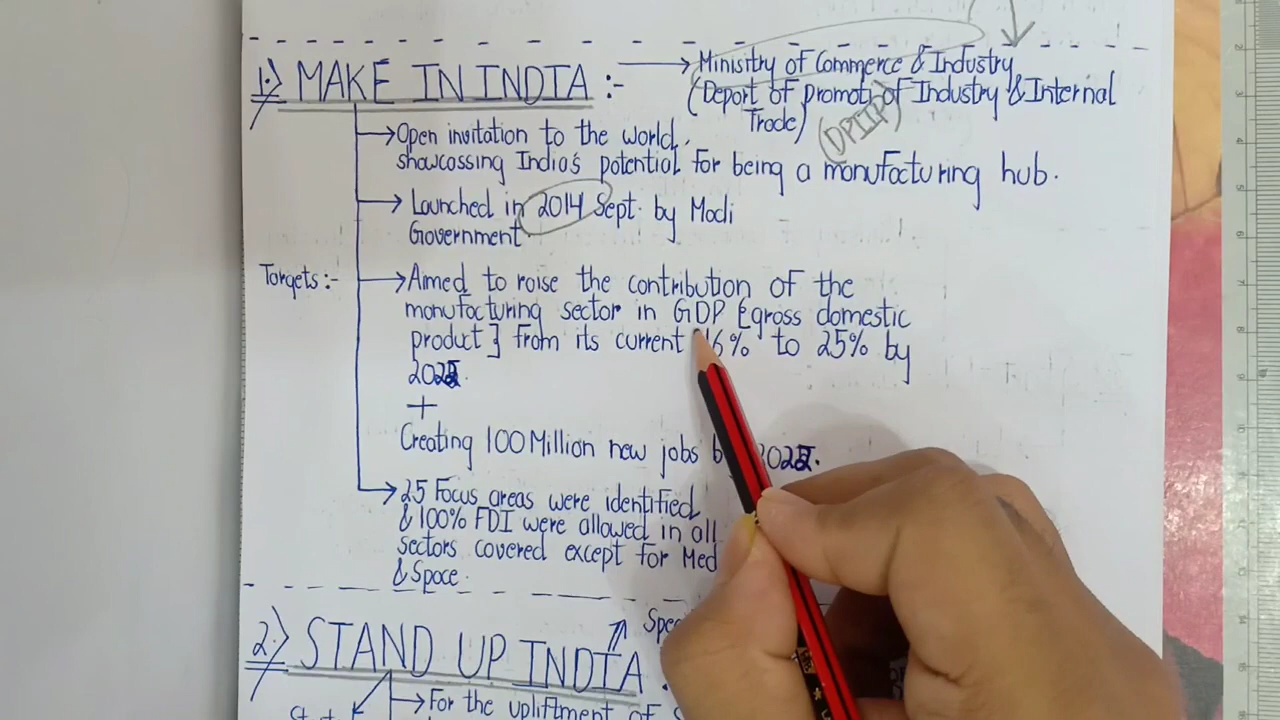 1.) MAKE IN INDIA :- → Minisitry of Commerce & Industry
(Deport of promoti of Industry & Internal
Trade) (DPIIP)
→ Open invitation to the world,
showcassing India's potential for being a manufacturing hub.
→ Launched in 2014 Sept. by Modi
Government.
Targets:- → Aimed to raise the contribution of the
manufacturing sector in GDP [gross domestic
product] from its current 16% to 25% by
+
Creating 100 Million new jobs
→ 25 Focus areas were identified
& 100% FDI were allowed in all
sectors covered except for Med
& Space.
2.) STAND UP INDIA
→ For the upliftment of